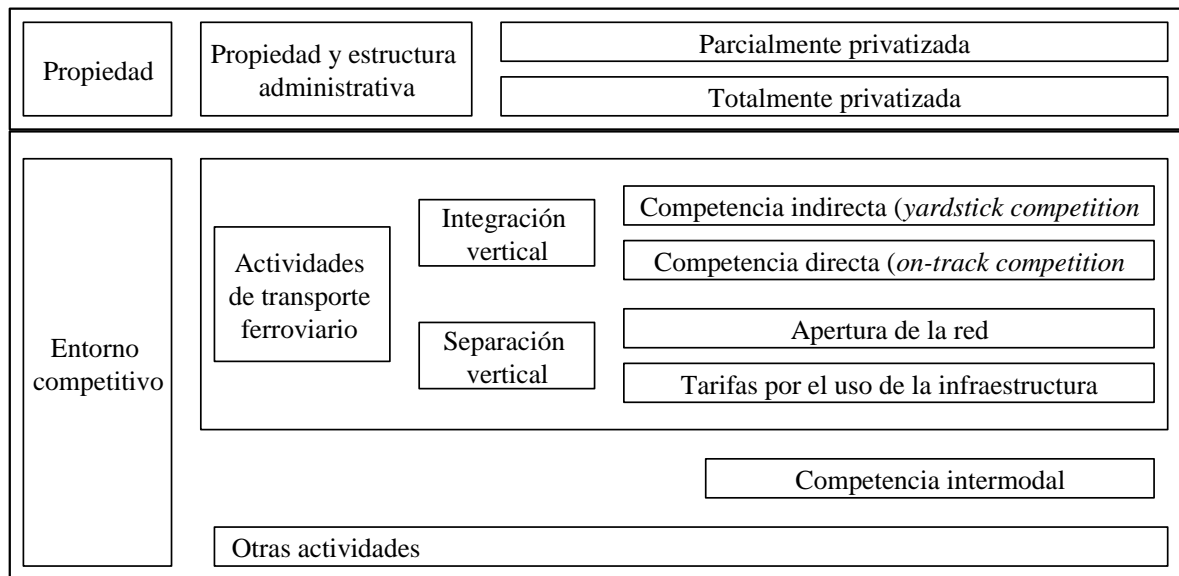 Propiedad
Propiedad y estructura
administrativa
Parcialmente privatizada
Totalmente privatizada
Entorno
competitivo
Actividades
de transporte
ferroviario
Integración
vertical
Competencia indirecta (yardstick competition
Competencia directa (on-track competition
Separación
vertical
Apertura de la red
Tarifas por el uso de la infraestructura
Competencia intermodal
Otras actividades